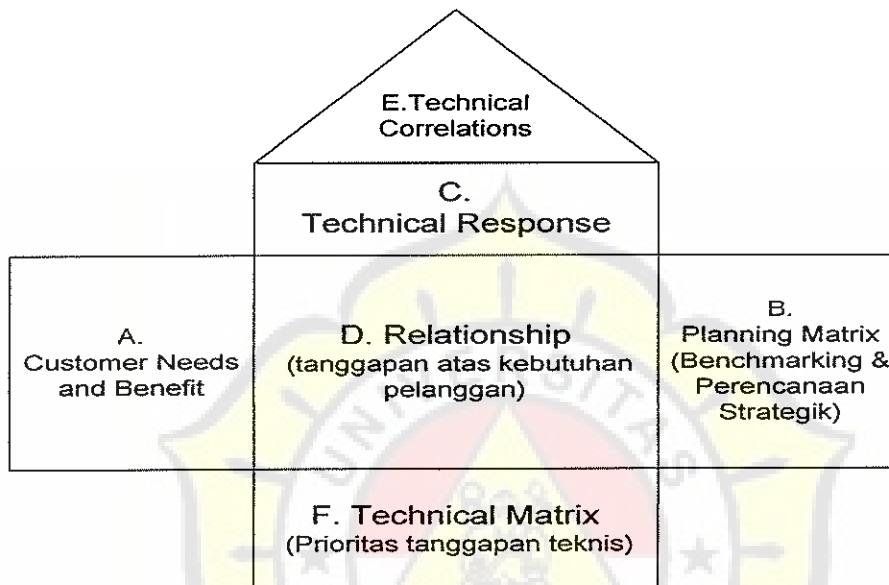 E.Technical
Correlations
C.
Technical Response
A.
Customer Needs
and Benefit
D. Relationship
(tanggapan atas kebutuhan
pelanggan)
B.
Planning Matrix
(Benchmarking &
Perencanaan
Strategik)
F. Technical Matrix
(Prioritas tanggapan teknis)
UNIVERSITAS